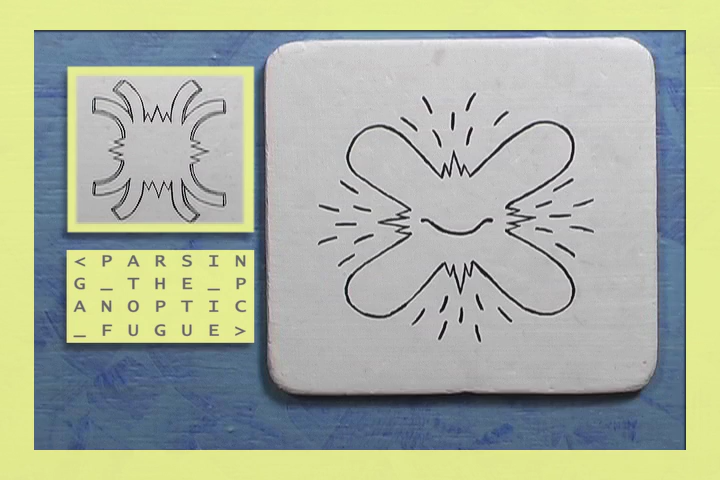 < P A R S I N
G _ T H E _ P
A N O P T I C
_ F U G U E >